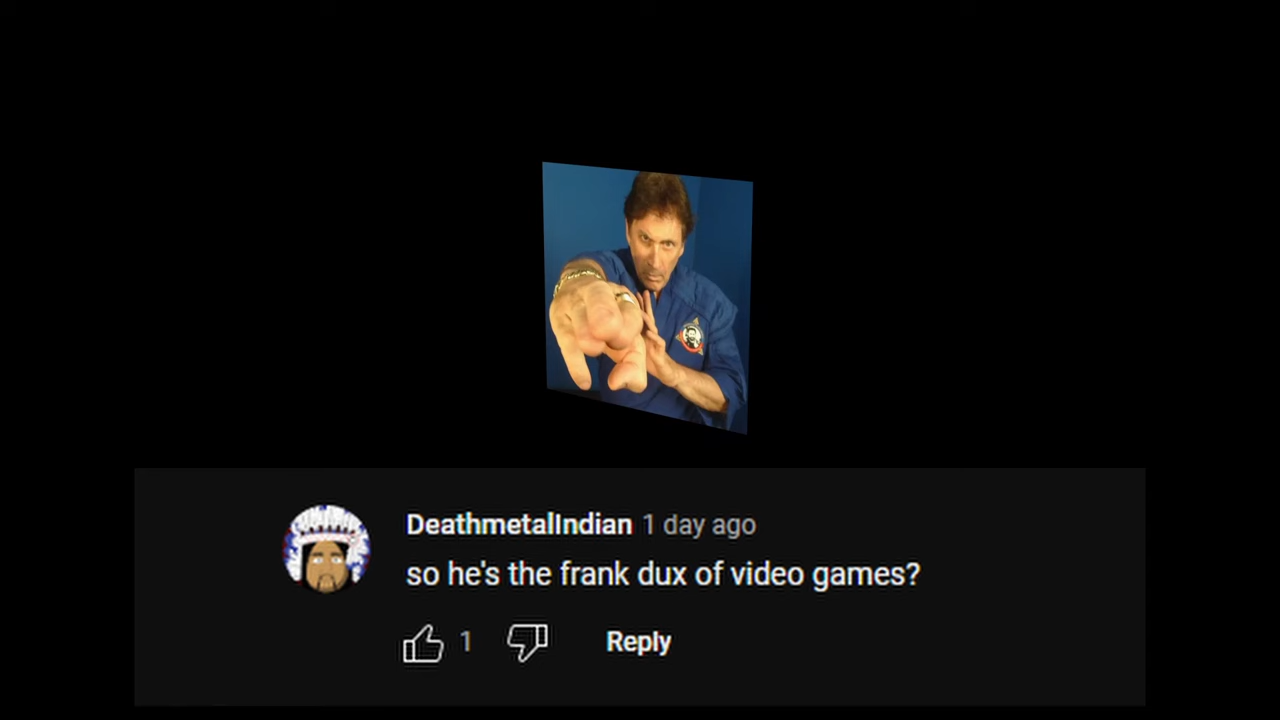 DeathmetalIndian 1 day ago
so he's the frank dux of video games?
1 Reply